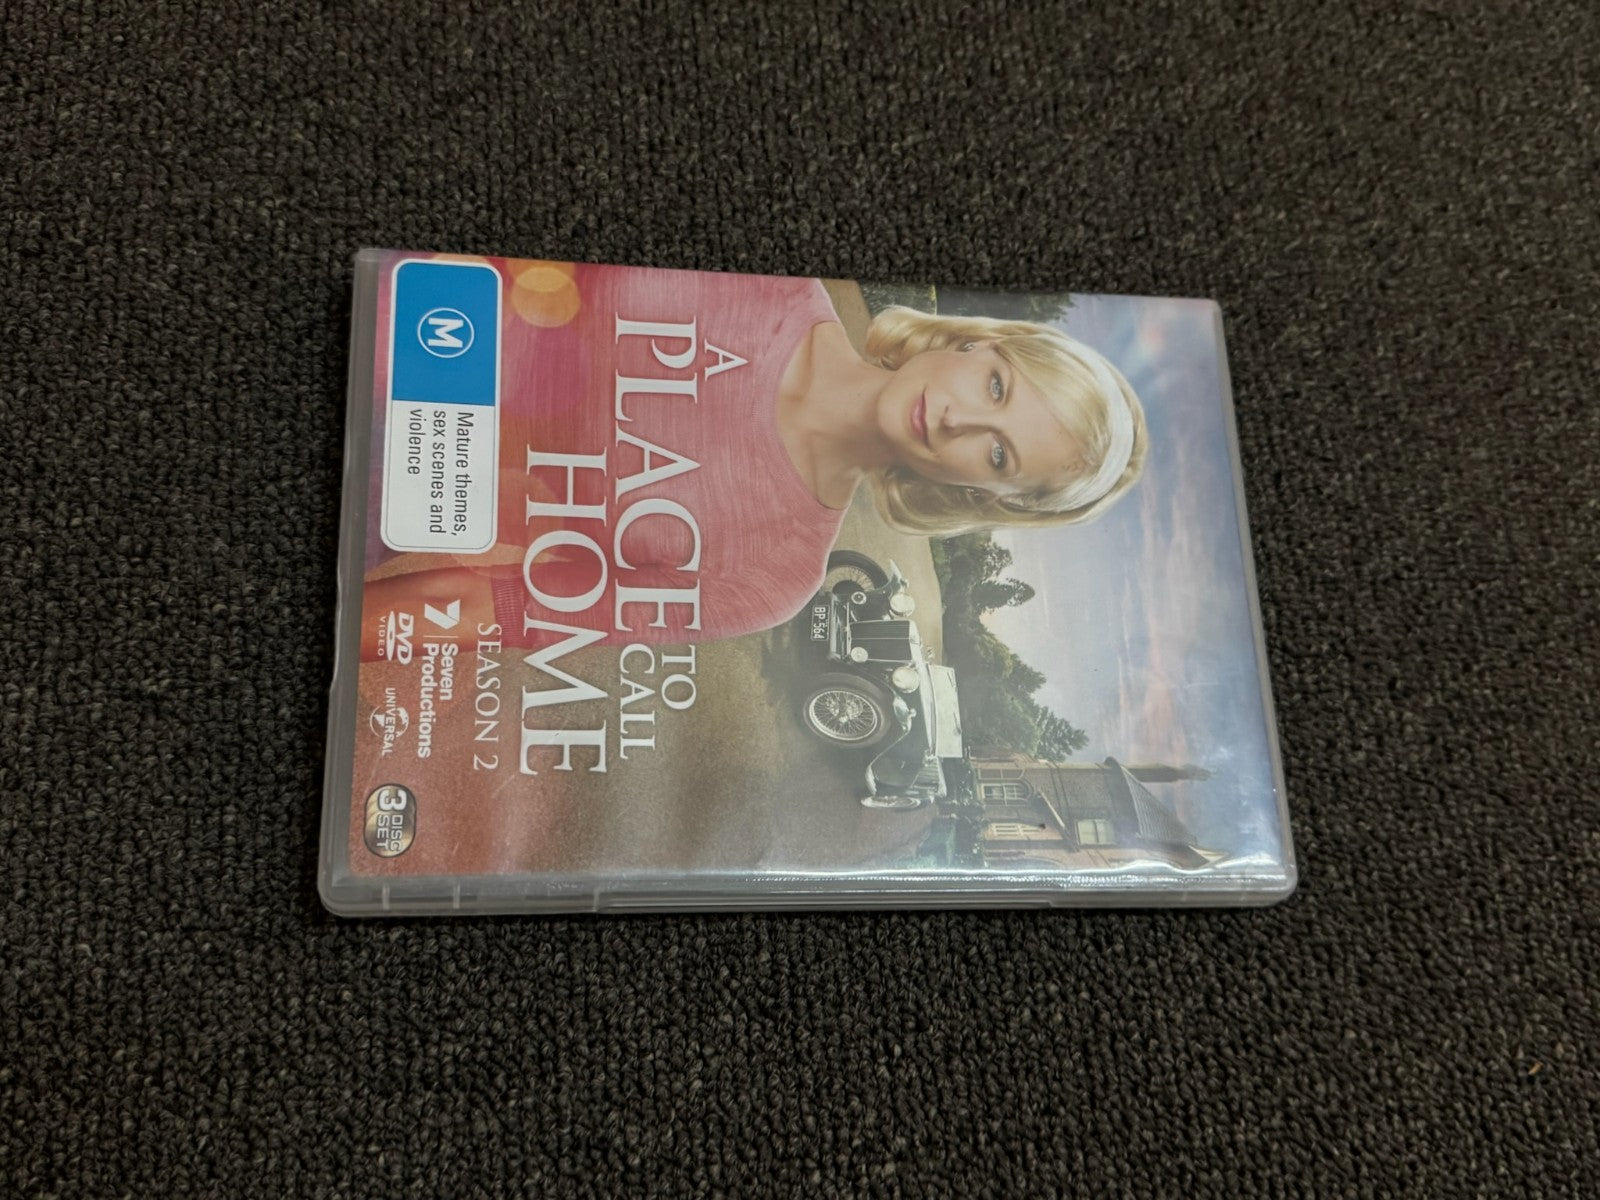 A
PLACE TO
CALL
HOME
SEASON 2
M
Mature themes,
sex scenes and
violence
7 Seven
Productions
DVD
VIDEO
UNIVERSAL
3 DISC
SET
BP·564